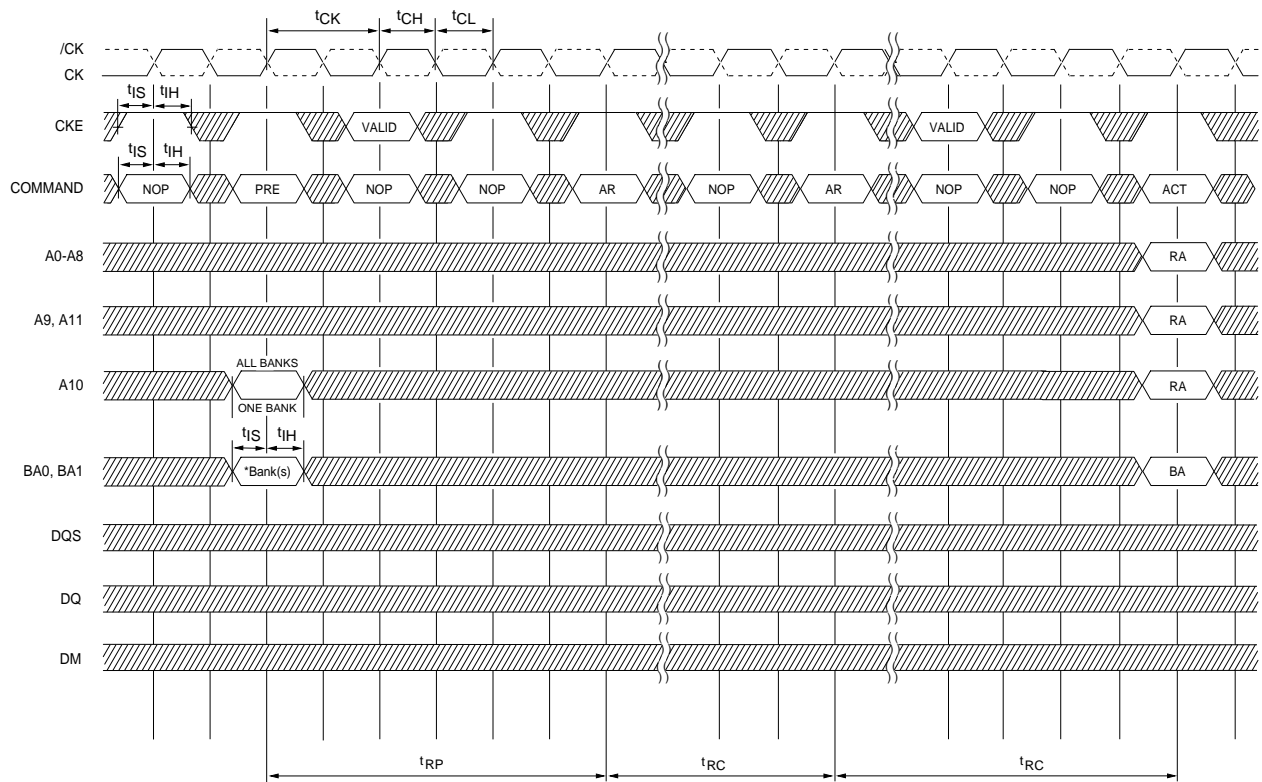 tCK tCH tCL
/CK
CK
tIS tIH
CKE VALID VALID
tIS tIH
COMMAND NOP PRE NOP NOP AR NOP AR NOP NOP ACT
A0-A8 RA
A9, A11 RA
ALL BANKS
A10 RA
ONE BANK
tIS tIH
BA0, BA1 *Bank(s) BA
DQS
DQ
DM
tRP tRC tRC